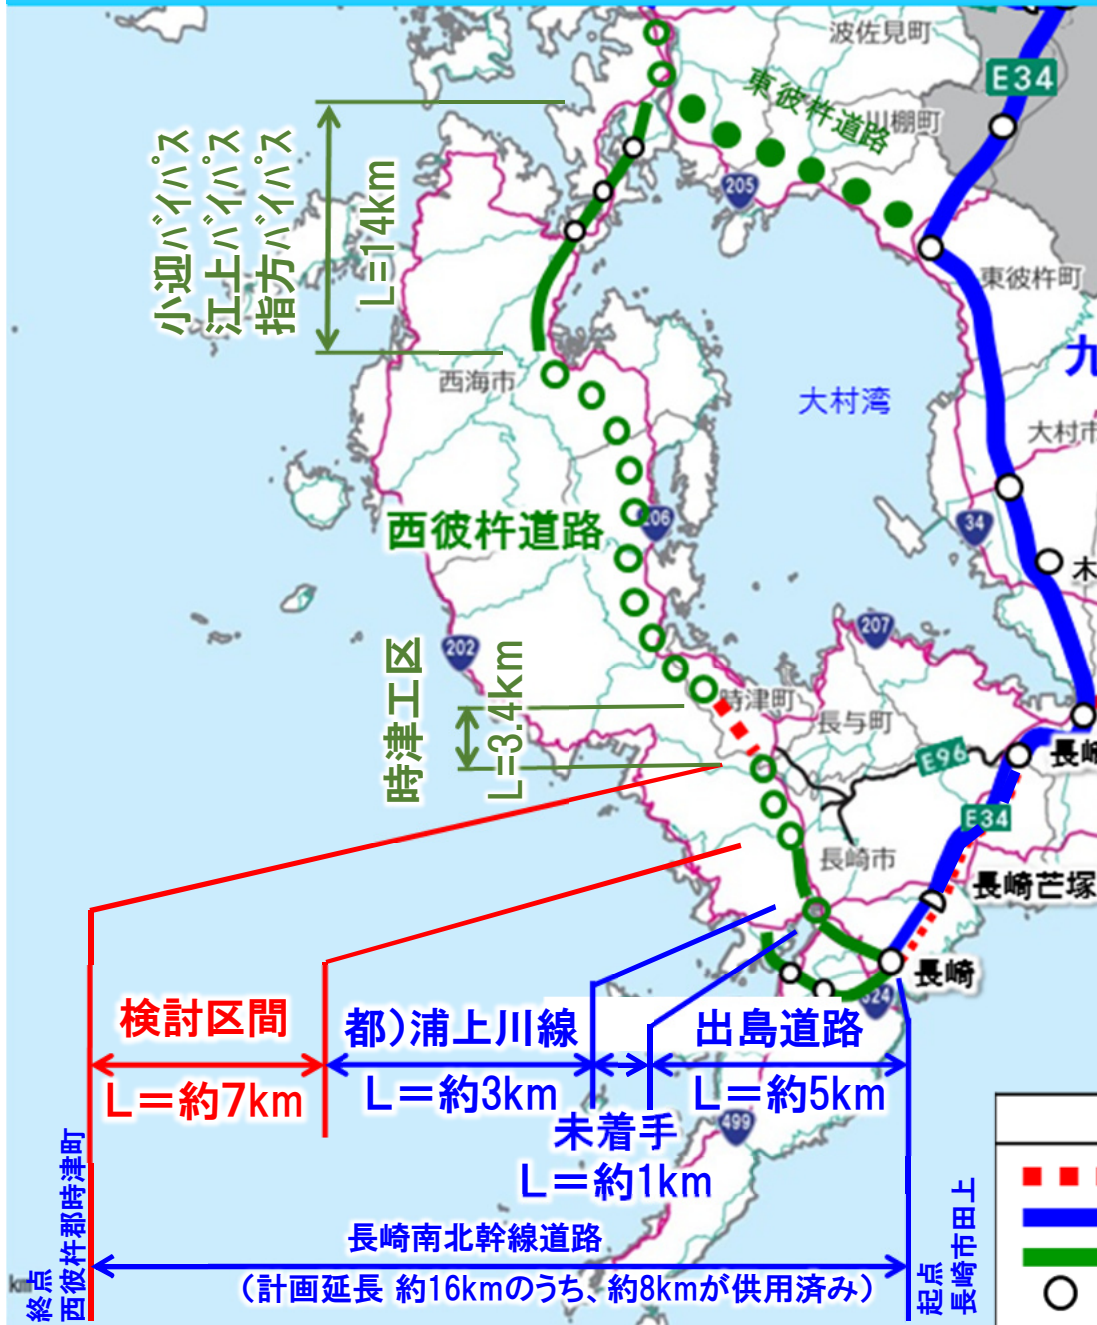 波佐見町
E34
東彼杵道路
川棚町
205
小迎バイパス
江上バイパス
指方バイパス
L=14km
東彼杵町
九
西海市
大村湾
大村市
206
34
西彼杵道路
木
207
202
時津工区
L=3.4km
時津町
長与町
E96
長崎
E34
長崎市
長崎芒塚
長崎
324
検討区間
L=約7km
都)浦上川線
L=約3km
出島道路
L=約5km
未着手
L=約1km
499
長崎南北幹線道路
(計画延長 約16kmのうち、約8kmが供用済み)
km
終点
西彼杵郡時津町
起点
長崎市田上